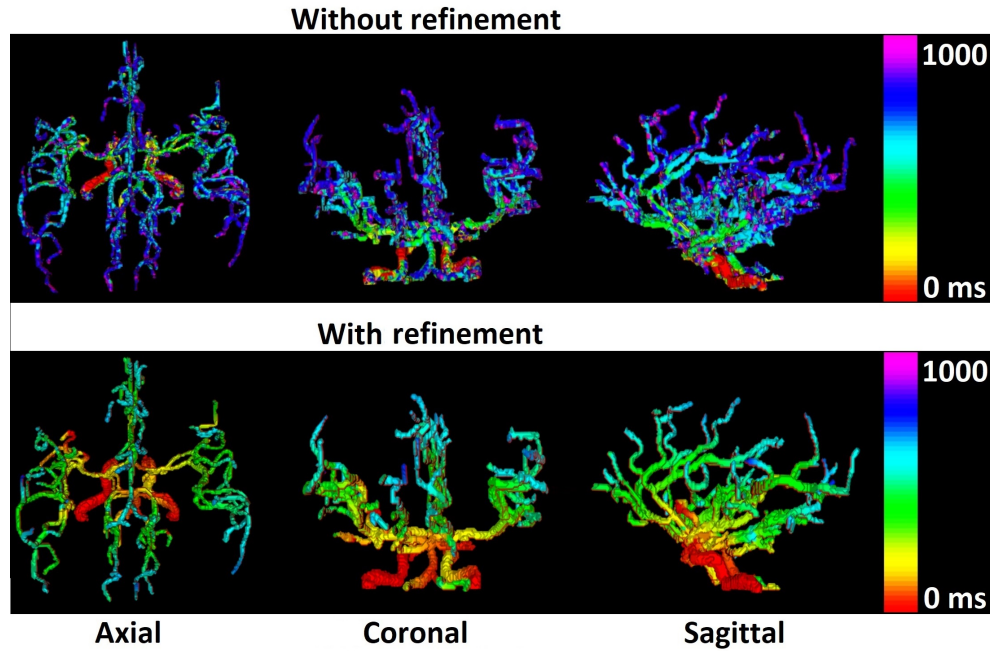 Without refinement
1000
0 ms
With refinement
1000
0 ms
Axial
Coronal
Sagittal